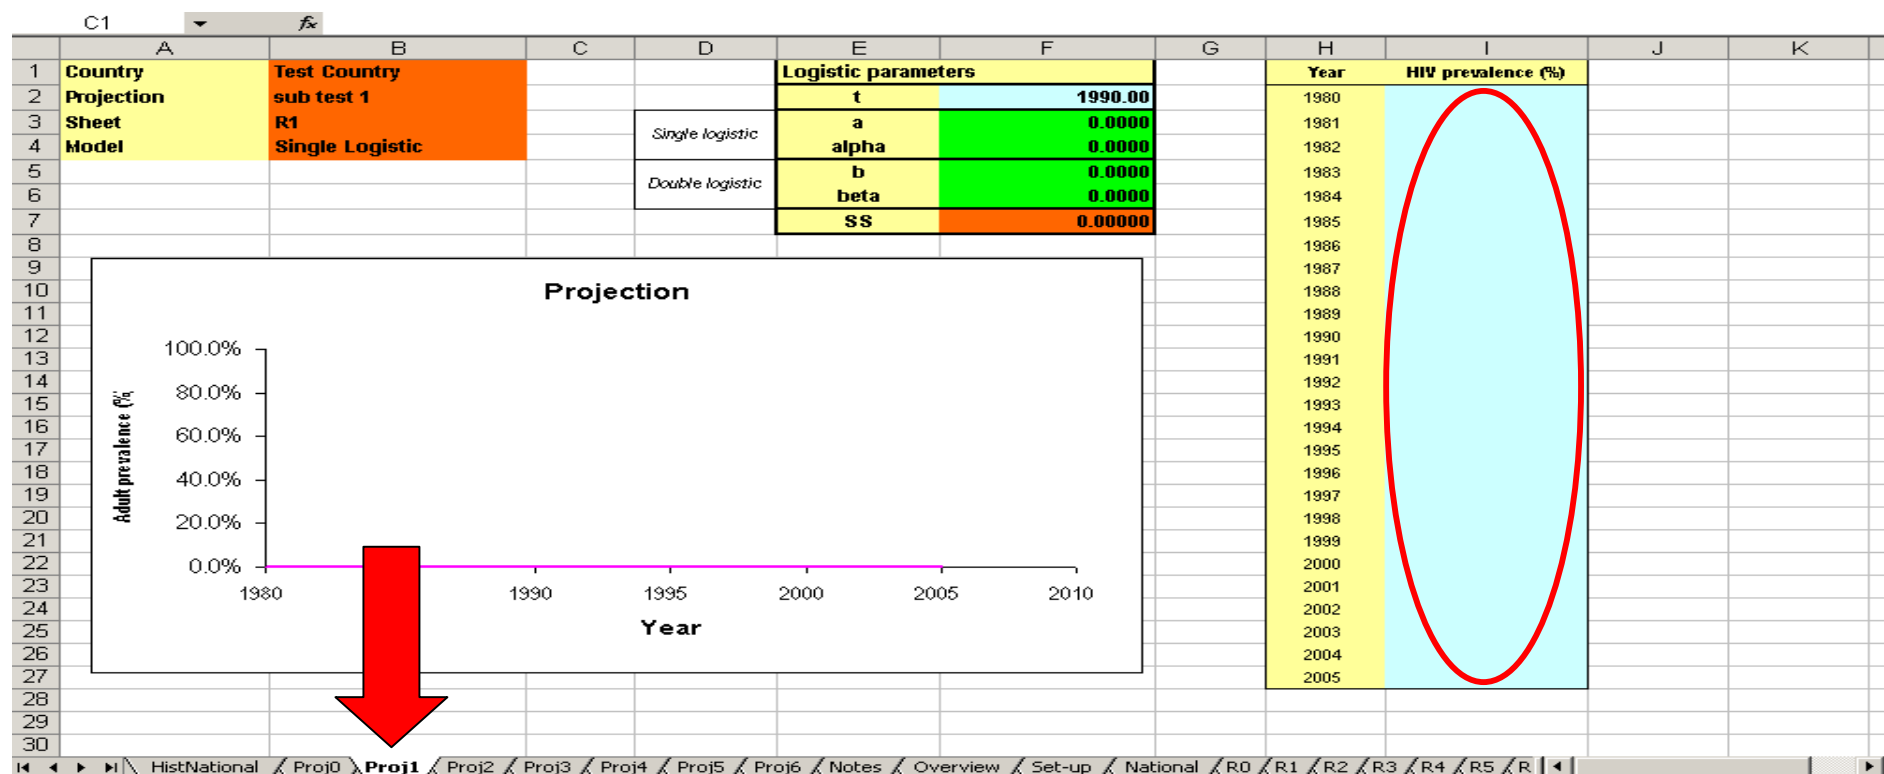 C1 fx
A B C D E F G H I J K
1 Country Test Country Logistic parameters Year HIV prevalence (%)
2 Projection sub test 1 t 1990.00 1980
3 Sheet R1 Single logistic a 0.0000 1981
4 Model Single Logistic alpha 0.0000 1982
5 Double logistic b 0.0000 1983
6 beta 0.0000 1984
7 SS 0.00000 1985
8 1986
9 1987
10 Projection 1988
11 1989
12 1990
13 100.0% 1991
14 1992
15 80.0% 1993
16 1994
17 60.0% 1995
18 1996
19 40.0% 1997
20 1998
21 20.0% 1999
22 0.0% 2000
23 2001
24 1980 1990 1995 2000 2005 2010 2002
25 Year 2003
26 2004
27 2005
28
29
30
Adult prevalence (%
HistNational Proj0 Proj1 Proj2 Proj3 Proj4 Proj5 Proj6 Notes Overview Set-up National R0 R1 R2 R3 R4 R5 R